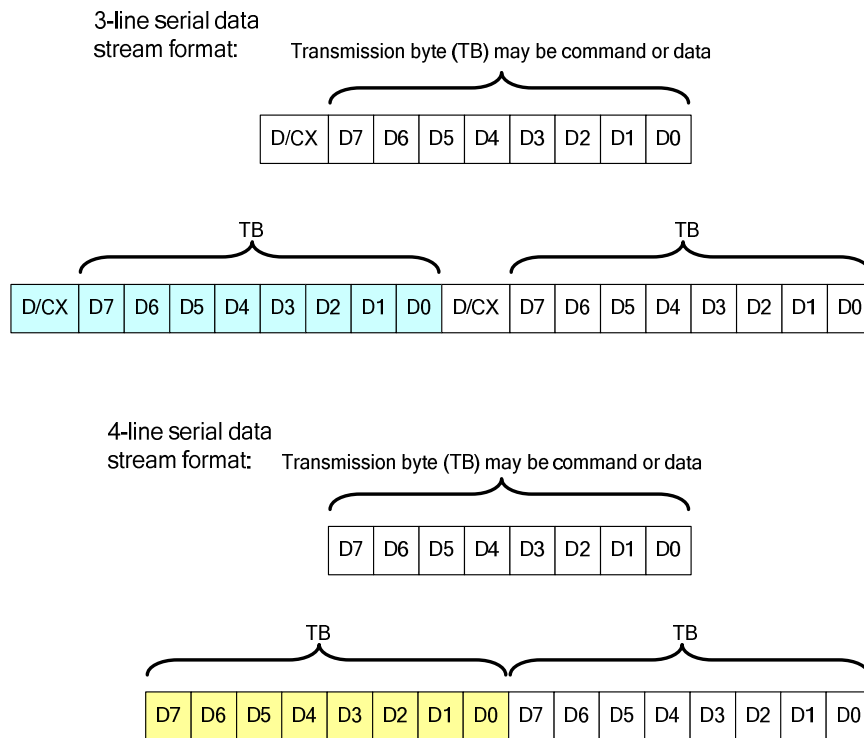 3-line serial data
stream format:
Transmission byte (TB) may be command or data
D/CX D7 D6 D5 D4 D3 D2 D1 D0
TB TB
D/CX D7 D6 D5 D4 D3 D2 D1 D0 D/CX D7 D6 D5 D4 D3 D2 D1 D0
4-line serial data
stream format:
Transmission byte (TB) may be command or data
D7 D6 D5 D4 D3 D2 D1 D0
TB TB
D7 D6 D5 D4 D3 D2 D1 D0 D7 D6 D5 D4 D3 D2 D1 D0